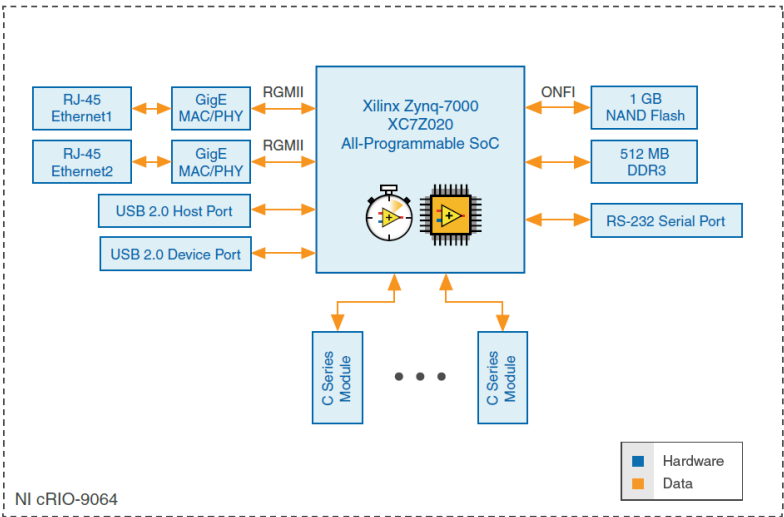 RJ-45
Ethernet1
GigE
MAC/PHY
RGMII
Xilinx Zynq-7000
XC7Z020
All-Programmable SoC
ONFI
1 GB
NAND Flash
RJ-45
Ethernet2
GigE
MAC/PHY
RGMII
512 MB
DDR3
USB 2.0 Host Port
RS-232 Serial Port
USB 2.0 Device Port
C Series
Module
C Series
Module
Hardware
Data
NI cRIO-9064